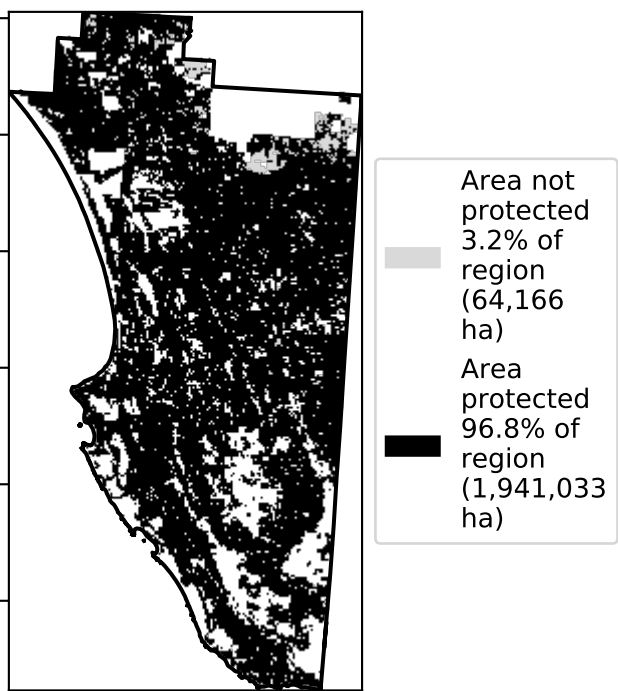 Area not
protected
3.2% of
region
(64,166
ha)
Area
protected
96.8% of
region
(1,941,033
ha)